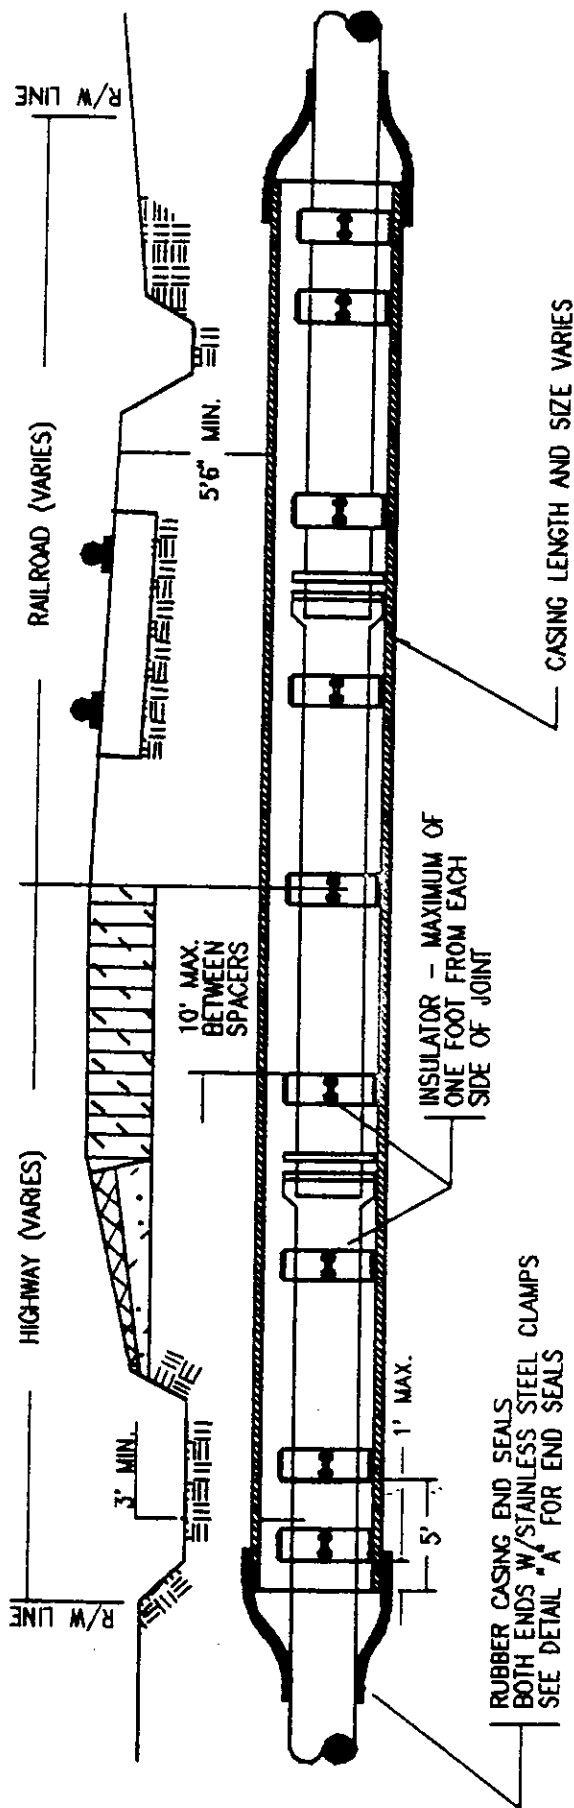 R/W LINE
HIGHWAY (VARIES)
RAILROAD (VARIES)
R/W LINE
3' MIN.
10' MAX.
BETWEEN
SPACERS
5'6" MIN.
1' MAX.
5'
INSULATOR - MAXIMUM OF
ONE FOOT FROM EACH
SIDE OF JOINT
RUBBER CASING END SEALS
BOTH ENDS W/STAINLESS STEEL CLAMPS
SEE DETAIL "A" FOR END SEALS
CASING LENGTH AND SIZE VARIES